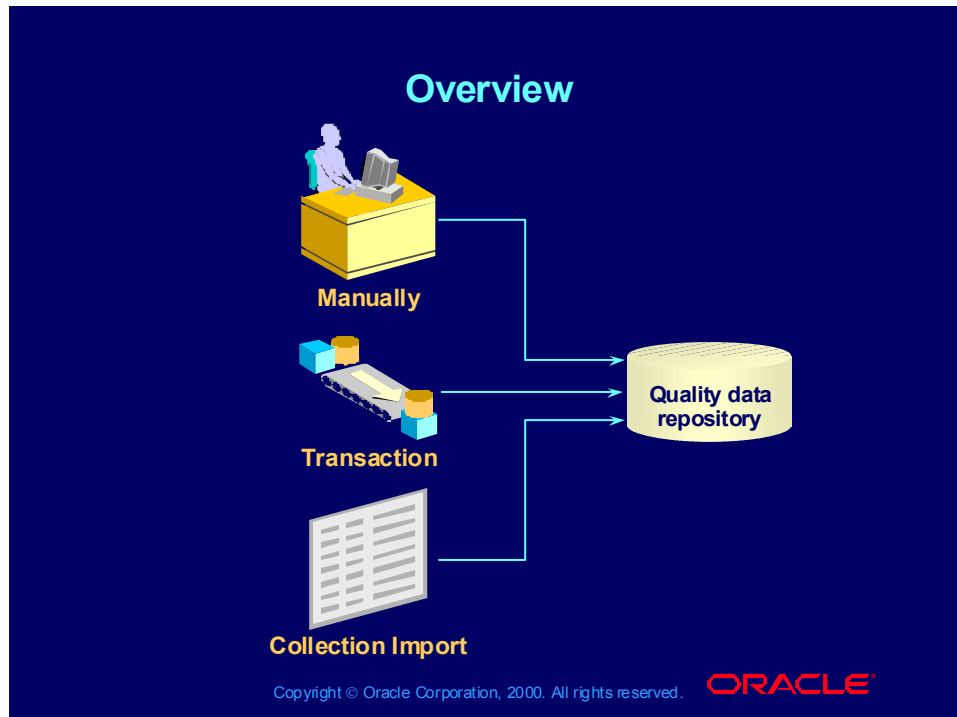 Overview
Manually
Transaction
Collection Import
Quality data
repository
Copyright © Oracle Corporation, 2000. All rights reserved.
ORACLE®